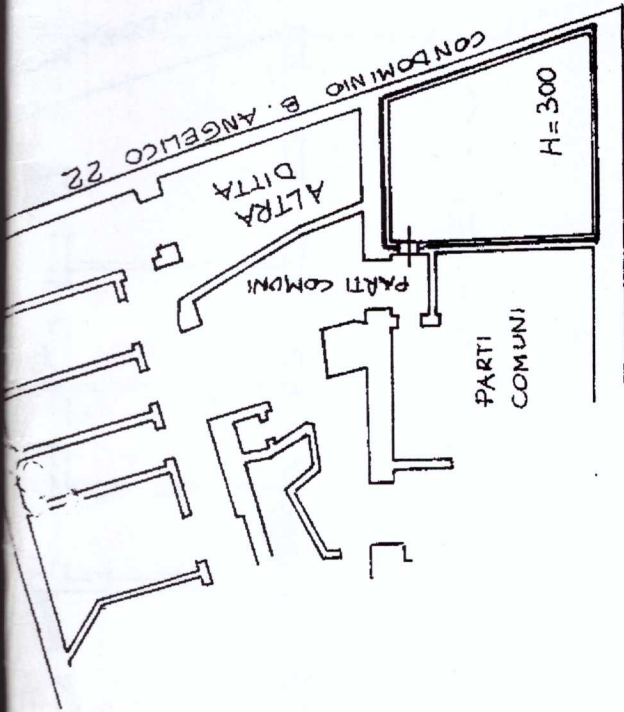 CONDOMINIO B. ANGELICO 22
ALTRA
DITTA
H=300
PARTI COMUNI
PARTI
COMUNI